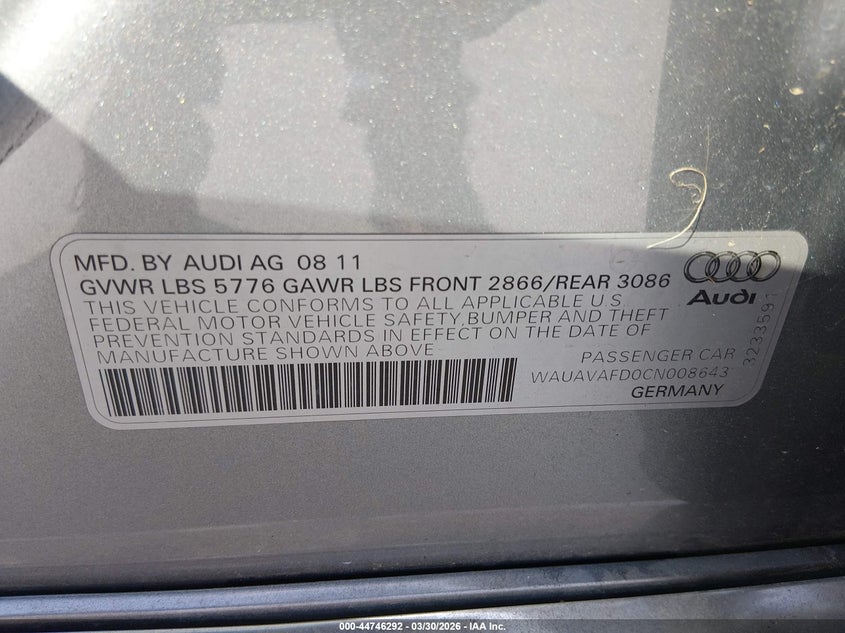 MFD. BY AUDI AG 08 11
GVWR LBS 5776 GAWR LBS FRONT 2866/REAR 3086
THIS VEHICLE CONFORMS TO ALL APPLICABLE U.S.
FEDERAL MOTOR VEHICLE SAFETY,BUMPER AND THEFT
PREVENTION STANDARDS IN EFFECT ON THE DATE OF
MANUFACTURE SHOWN ABOVE.
PASSENGER CAR
WAUAVAFD0CN008643
GERMANY
Audi
3233591
000-44746292 — 03/30/2026 — IAA Inc.